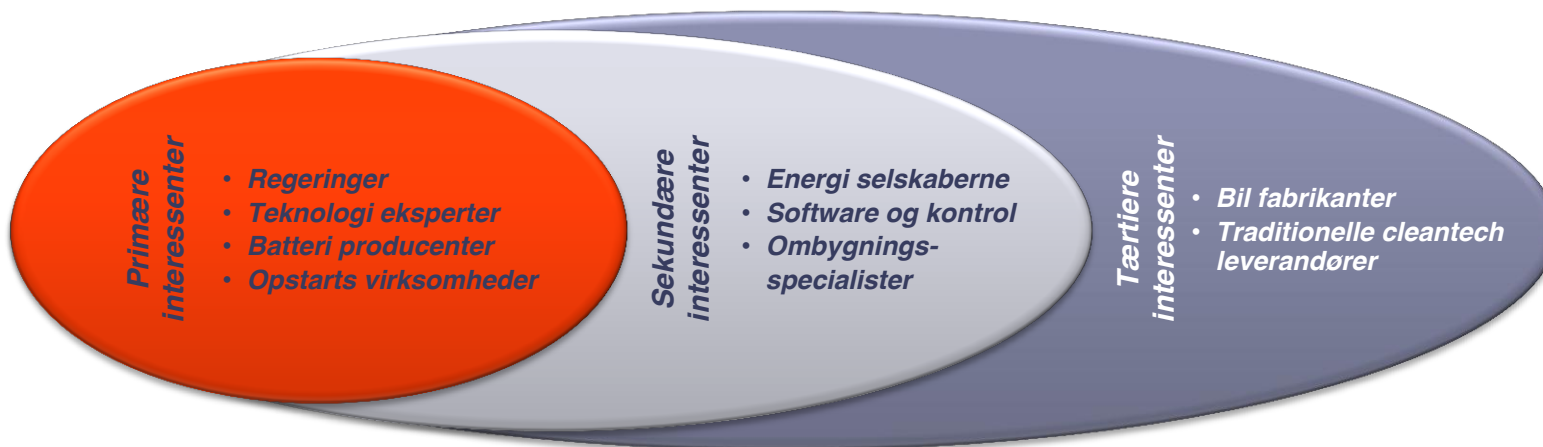 Primære
interessenter
• Regeringer
• Teknologi eksperter
• Batteri producenter
• Opstarts virksomheder
Sekundære
interessenter
• Energi selskaberne
• Software og kontrol
• Ombygnings-
specialister
Tærtiere
interessenter
• Bil fabrikanter
• Traditionelle cleantech
leverandører